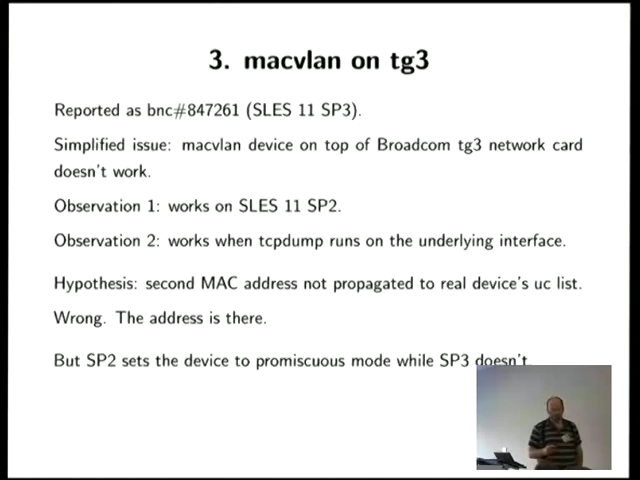 3. macvlan on tg3
Reported as bnc#847261 (SLES 11 SP3).
Simplified issue: macvlan device on top of Broadcom tg3 network card
doesn't work.
Observation 1: works on SLES 11 SP2.
Observation 2: works when tcpdump runs on the underlying interface.
Hypothesis: second MAC address not propagated to real device's uc list.
Wrong. The address is there.
But SP2 sets the device to promiscuous mode while SP3 doesn't